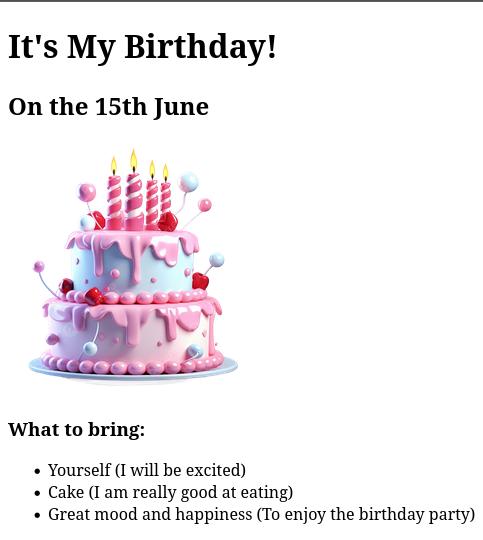 It's My Birthday!
On the 15th June
What to bring:
Yourself (I will be excited)
Cake (I am really good at eating)
Great mood and happiness (To enjoy the birthday party)